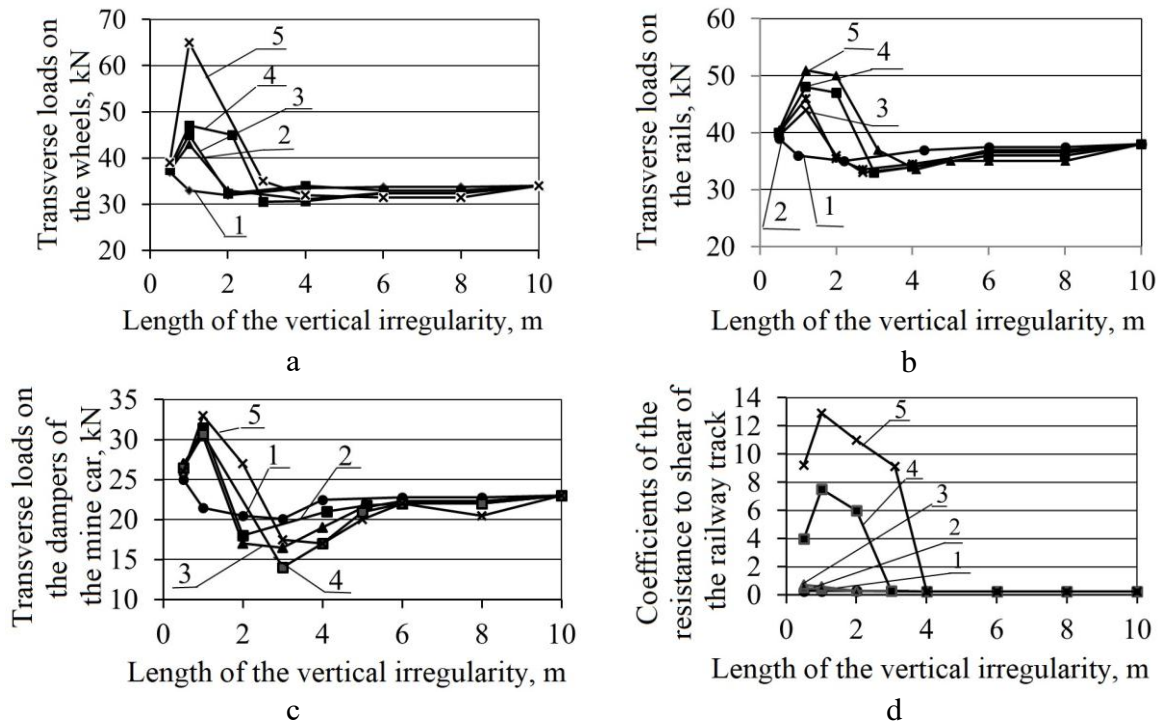 Transverse loads on
the wheels, kN
70
60
50
40
30
20
5
4
3
2
1
0 2 4 6 8 10
Length of the vertical irregularity, m
a
Transverse loads on
the rails, kN
60
50
40
30
20
5
4
3
2
1
0 2 4 6 8 10
Length of the vertical irregularity, m
b
Transverse loads on
the dampers of
the mine car, kN
35
30
25
20
15
10
5
1
2
3
4
0 2 4 6 8 10
Length of the vertical irregularity, m
c
Coefficients of the
resistance to shear of
the railway track
14
12
10
8
6
4
2
0
5
4
3
2
1
0 2 4 6 8 10
Length of the vertical irregularity, m
d